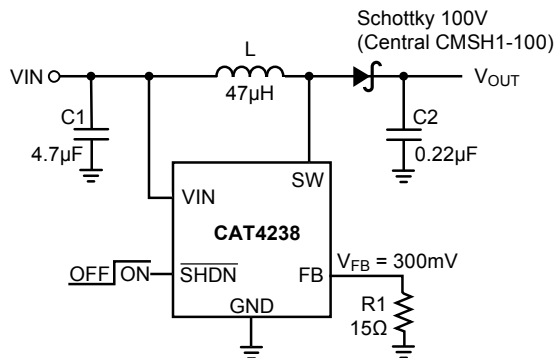 Schottky 100V
(Central CMSH1-100)
L
VIN
47µH
VOUT
C1
4.7µF
C2
0.22µF
SW
VIN
CAT4238
OFF ON
SHDN
FB
VFB = 300mV
GND
R1
15Ω